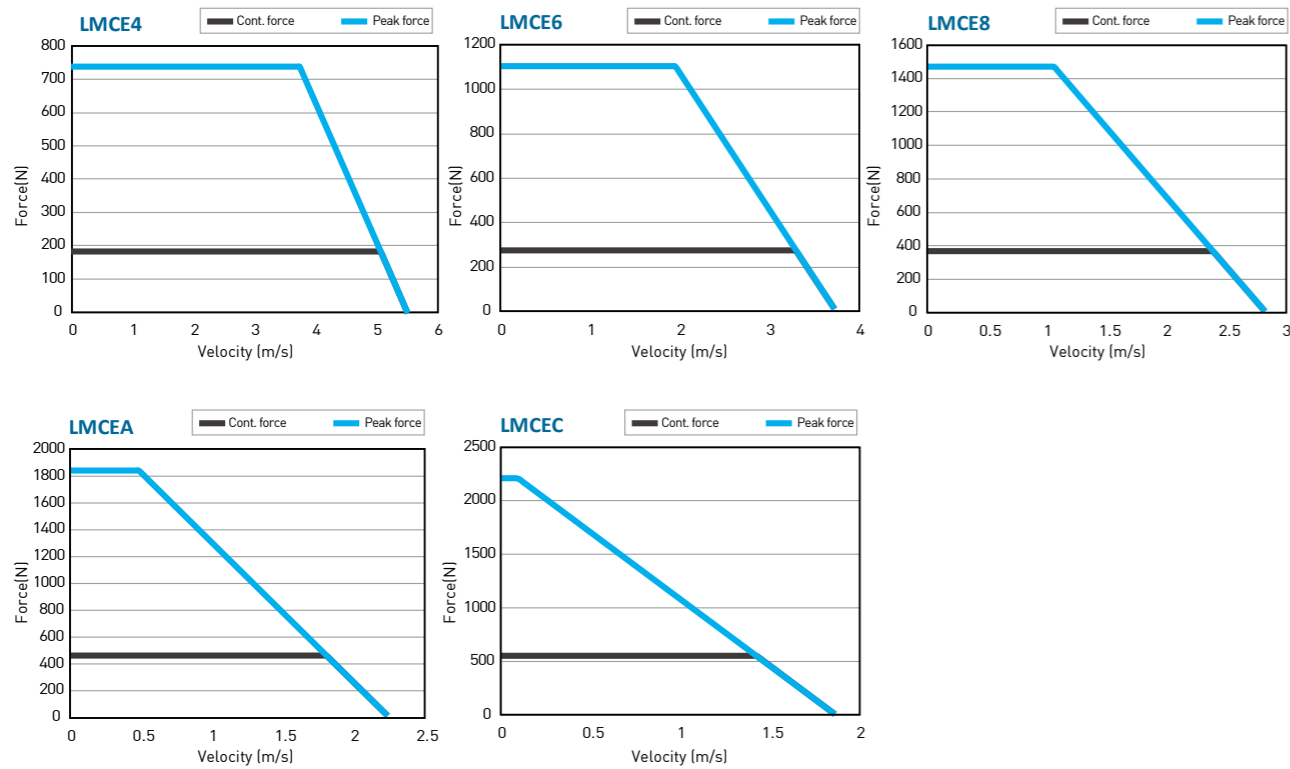 LMCE4
Cont. force
Peak force
800
700
600
500
400
300
200
100
0
Force(N)
0 1 2 3 4 5 6
Velocity (m/s)
LMCE6
Cont. force
Peak force
1200
1000
800
600
400
200
0
Force(N)
0 1 2 3 4
Velocity (m/s)
LMCE8
Cont. force
Peak force
1600
1400
1200
1000
800
600
400
200
0
Force(N)
0 0.5 1 1.5 2 2.5 3
Velocity (m/s)
LMCEA
Cont. force
Peak force
2000
1800
1600
1400
1200
1000
800
600
400
200
0
Force(N)
0 0.5 1 1.5 2 2.5
Velocity (m/s)
LMCEC
Cont. force
Peak force
2500
2000
1500
1000
500
0
Force(N)
0 0.5 1 1.5 2
Velocity (m/s)